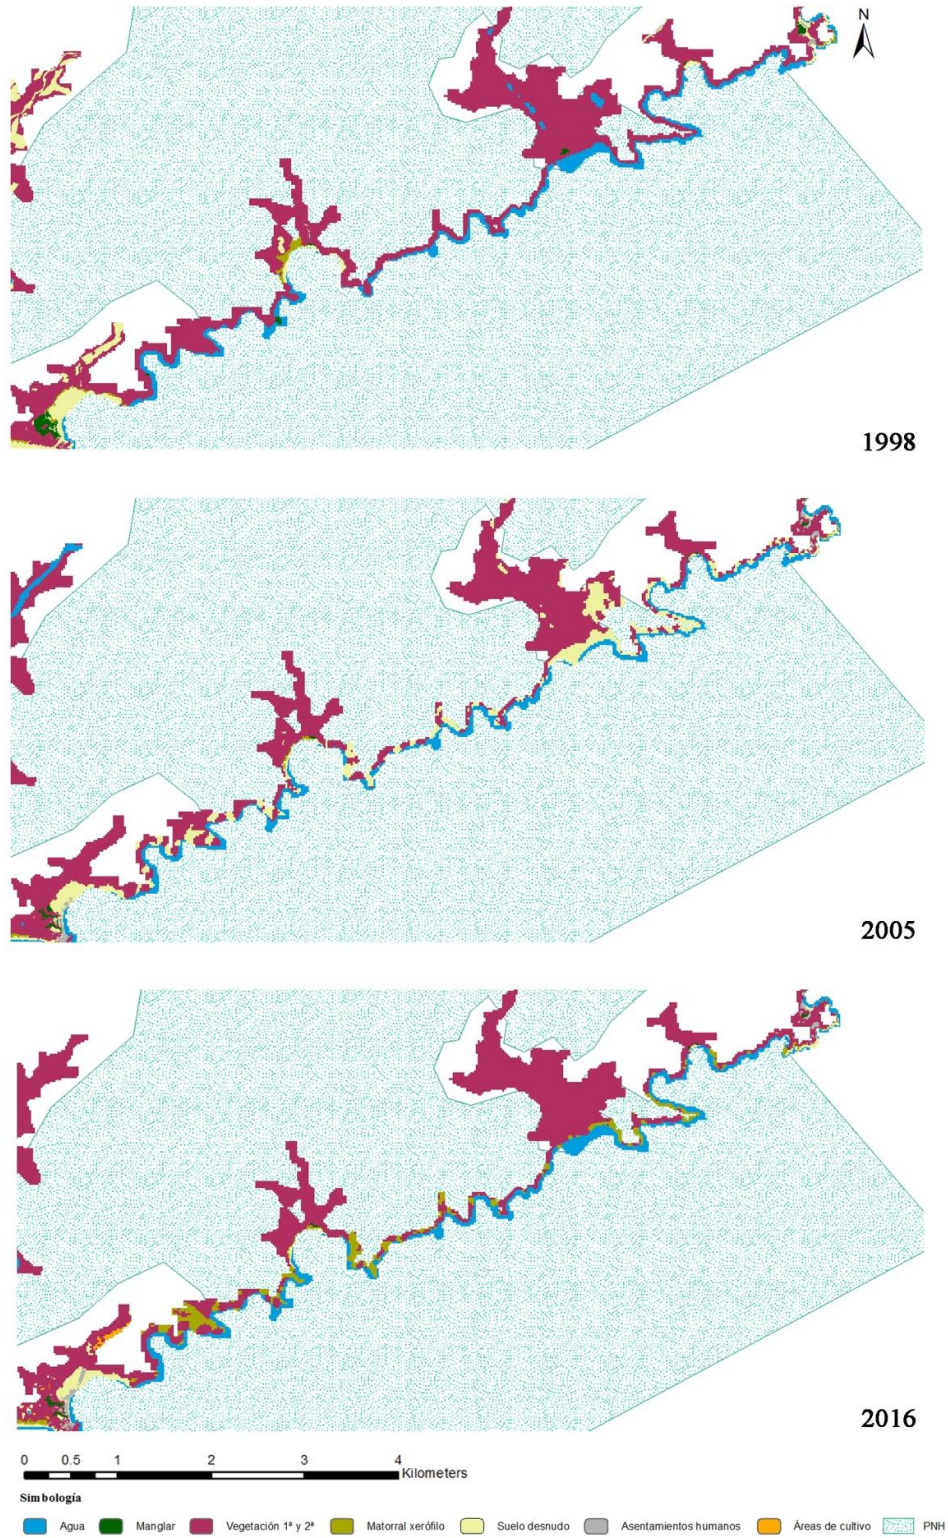 N
1998
2005
2016
0 0.5 1 2 3 4
Kilometers
Simbología
Agua Manglar Vegetación 1ª y 2ª Matorral xerófilo Suelo desnudo Asentamientos humanos Áreas de cultivo PNH